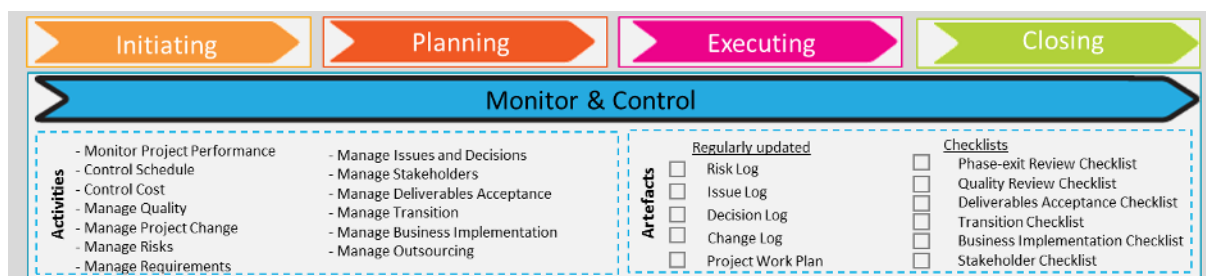 Initiating
Planning
Executing
Closing
Monitor & Control
Activities
- Monitor Project Performance
- Control Schedule
- Control Cost
- Manage Quality
- Manage Project Change
- Manage Risks
- Manage Requirements
- Manage Issues and Decisions
- Manage Stakeholders
- Manage Deliverables Acceptance
- Manage Transition
- Manage Business Implementation
- Manage Outsourcing
Artefacts
Regularly updated
Risk Log
Issue Log
Decision Log
Change Log
Project Work Plan
Checklists
Phase-exit Review Checklist
Quality Review Checklist
Deliverables Acceptance Checklist
Transition Checklist
Business Implementation Checklist
Stakeholder Checklist